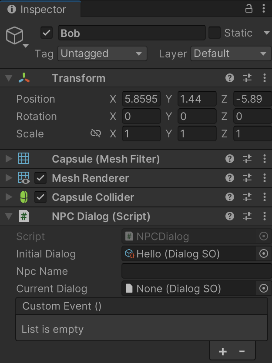 Inspector
Bob
Static
Tag Untagged Layer Default
Transform
Position X 5.8595 Y 1.44 Z -5.89
Rotation X 0 Y 0 Z 0
Scale X 1 Y 1 Z 1
Capsule (Mesh Filter)
Mesh Renderer
Capsule Collider
NPC Dialog (Script)
Script NPCDialog
Initial Dialog Hello (Dialog SO)
Npc Name
Current Dialog None (Dialog SO)
Custom Event ()
List is empty